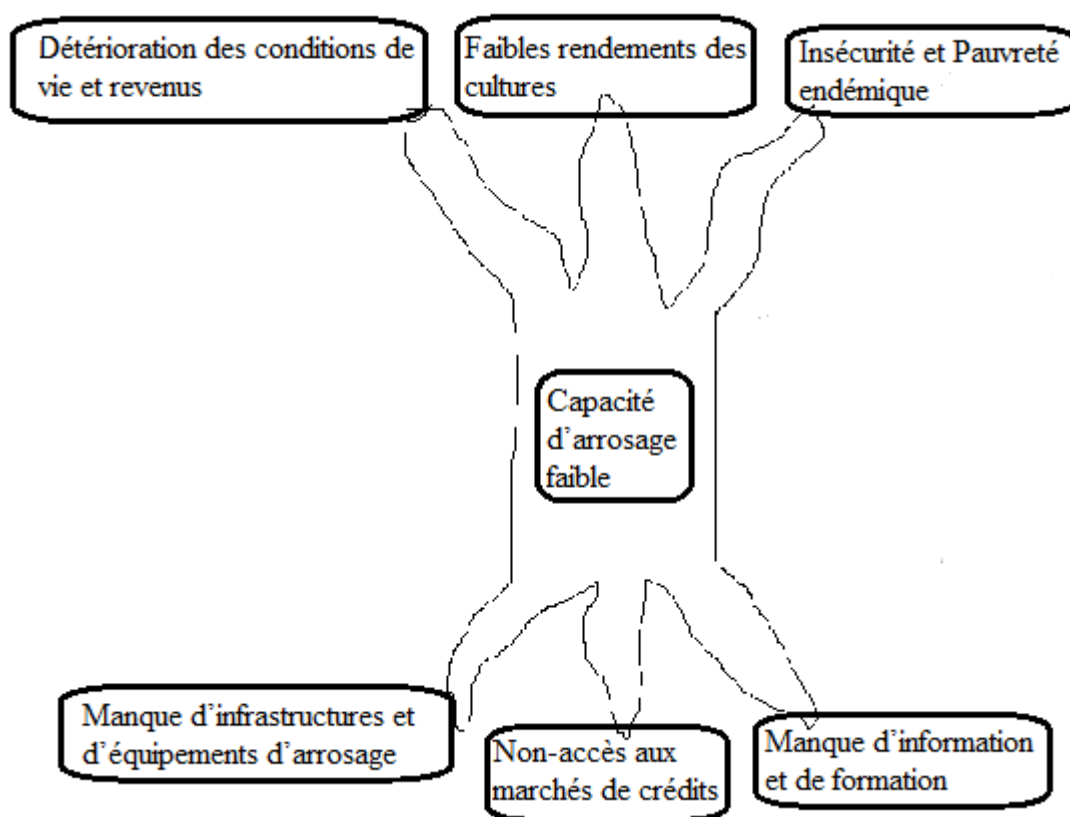 Détérioration des conditions de
vie et revenus
Faibles rendements des
cultures
Insécurité et Pauvreté
endémique
Capacité
d’arrosage
faible
Manque d’infrastructures et
d’équipements d’arrosage
Non-accès aux
marchés de crédits
Manque d’information
et de formation